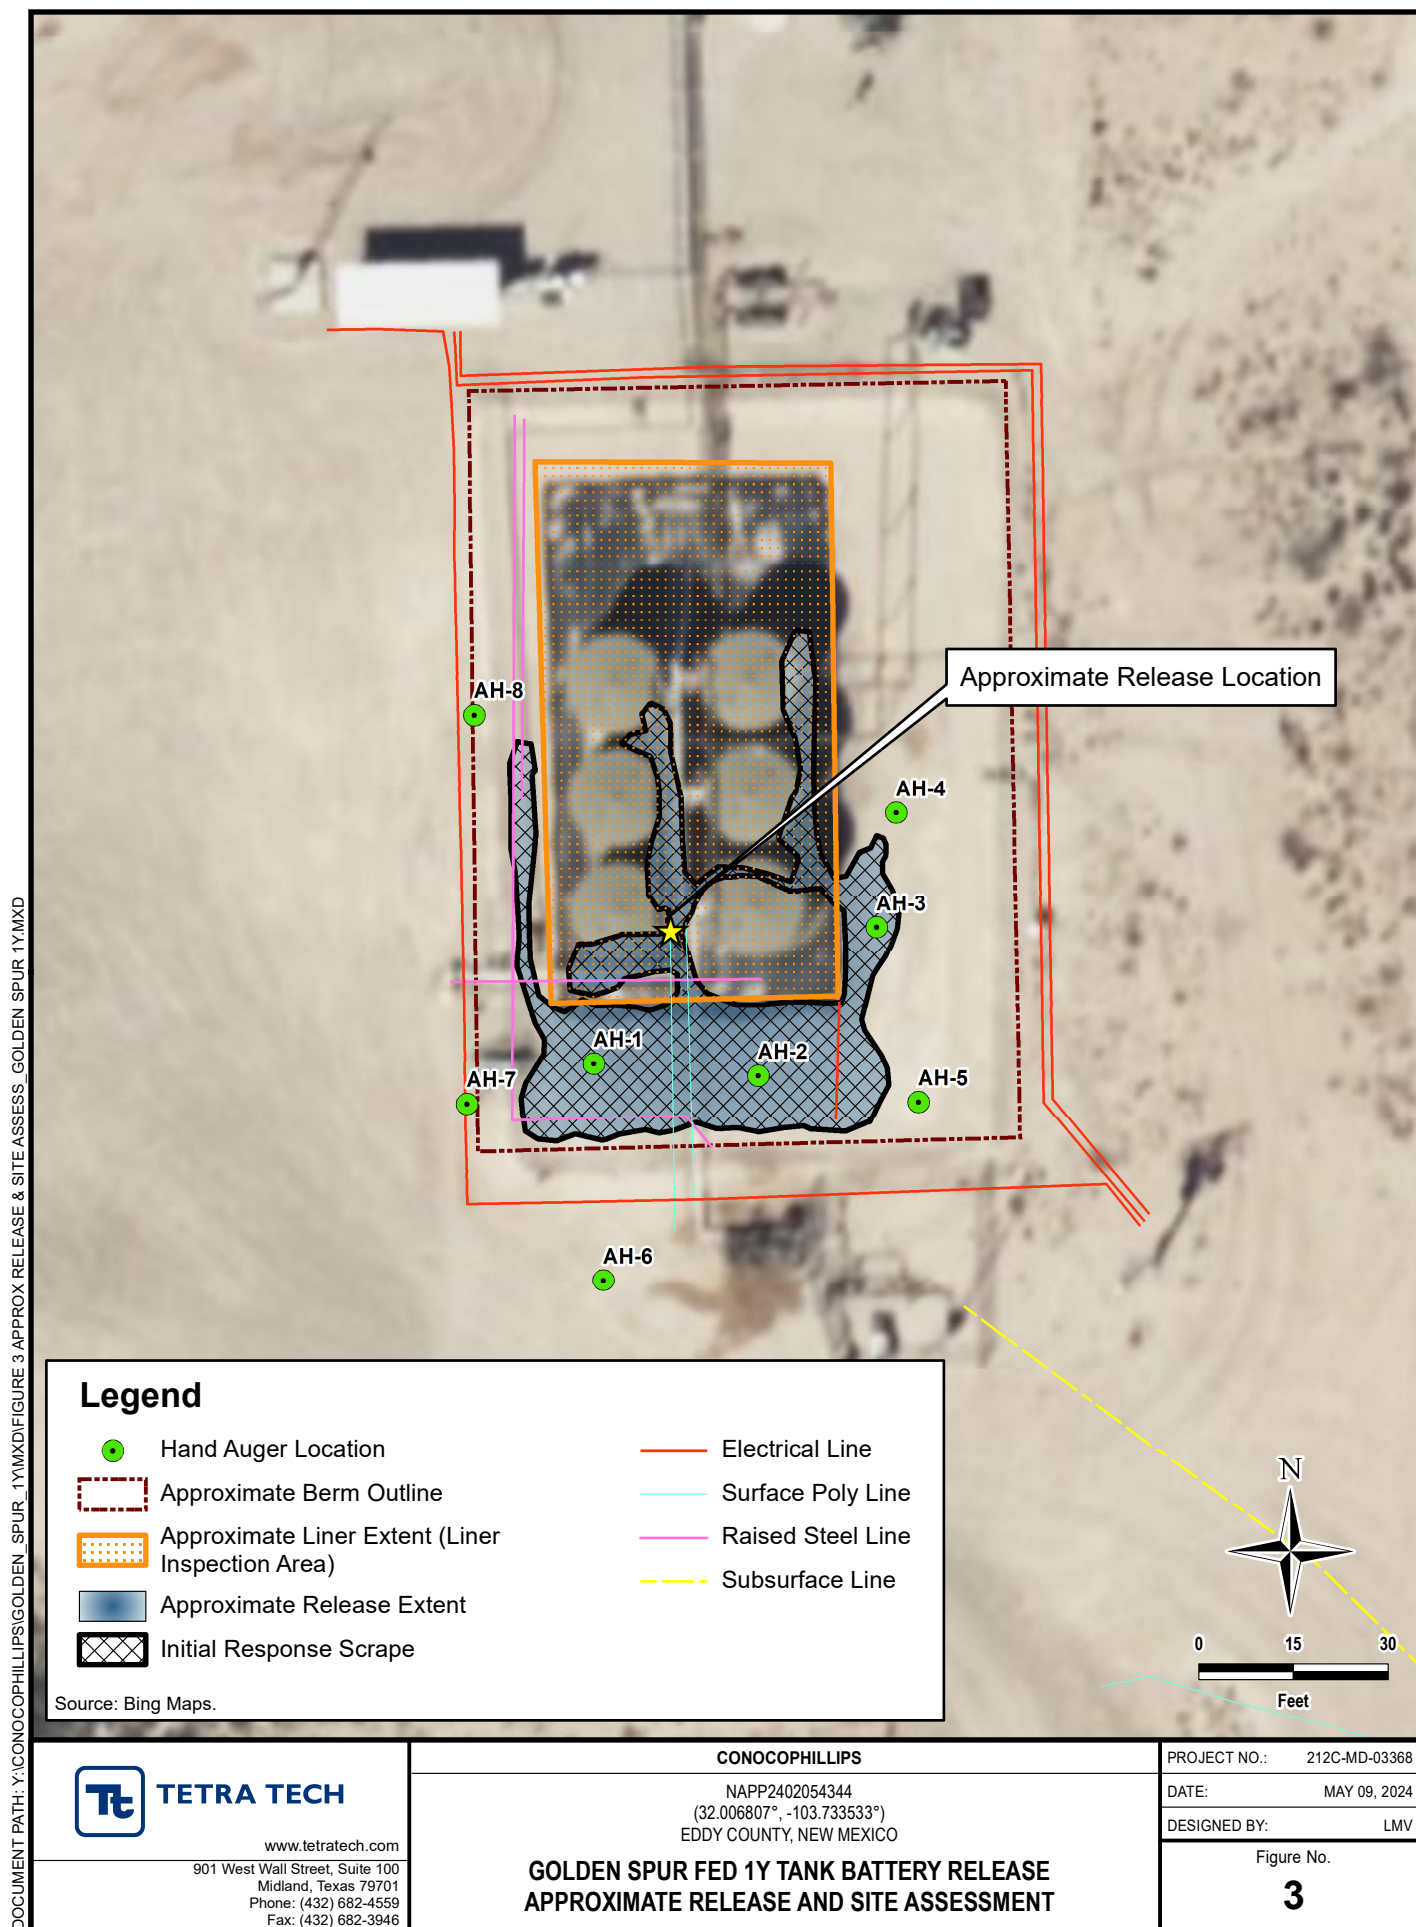 Approximate Release Location
AH-8
AH-4
AH-3
AH-1
AH-2
AH-7
AH-5
AH-6
Legend
Hand Auger Location
Approximate Berm Outline
Approximate Liner Extent (Liner
Inspection Area)
Approximate Release Extent
Initial Response Scrape
Electrical Line
Surface Poly Line
Raised Steel Line
Subsurface Line
Source: Bing Maps.
N
0 15 30
Feet
DOCUMENT PATH: Y:\CONOCOPHILLIPS\GOLDEN_SPUR_1Y\MXD\FIGURE 3 APPROX RELEASE & SITE ASSESS_GOLDEN SPUR 1Y.MXD
Tt TETRA TECH
www.tetratech.com
901 West Wall Street, Suite 100
Midland, Texas 79701
Phone: (432) 682-4559
Fax: (432) 682-3946
CONOCOPHILLIPS
NAPP2402054344
(32.006807°, -103.733533°)
EDDY COUNTY, NEW MEXICO
GOLDEN SPUR FED 1Y TANK BATTERY RELEASE
APPROXIMATE RELEASE AND SITE ASSESSMENT
PROJECT NO.: 212C-MD-03368
DATE: MAY 09, 2024
DESIGNED BY: LMV
Figure No.
3